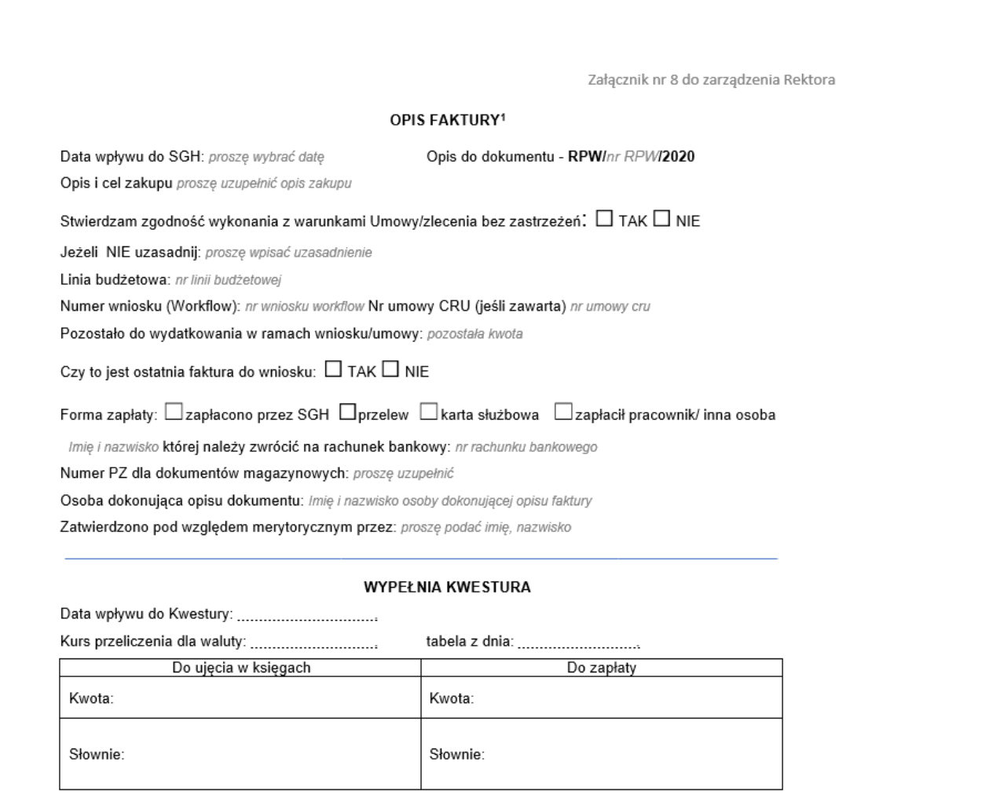 Załącznik nr 8 do zarządzenia Rektora
OPIS FAKTURY¹
Data wpływu do SGH: proszę wybrać datę Opis do dokumentu - RPW/nr RPW/2020
Opis i cel zakupu proszę uzupełnić opis zakupu
Stwierdzam zgodność wykonania z warunkami Umowy/zlecenia bez zastrzeżeń: ☐ TAK ☐ NIE
Jeżeli NIE uzasadnij: proszę wpisać uzasadnienie
Linia budżetowa: nr linii budżetowej
Numer wniosku (Workflow): nr wniosku workflow Nr umowy CRU (jeśli zawarta) nr umowy cru
Pozostało do wydatkowania w ramach wniosku/umowy: pozostała kwota
Czy to jest ostatnia faktura do wniosku: ☐ TAK ☐ NIE
Forma zapłaty: ☐ zapłacono przez SGH ☐ przelew ☐ karta służbowa ☐ zapłacił pracownik/ inna osoba
Imię i nazwisko której należy zwrócić na rachunek bankowy: nr rachunku bankowego
Numer PZ dla dokumentów magazynowych: proszę uzupełnić
Osoba dokonująca opisu dokumentu: Imię i nazwisko osoby dokonującej opisu faktury
Zatwierdzono pod względem merytorycznym przez: proszę podać imię, nazwisko
WYPEŁNIA KWESTURA
Data wpływu do Kwestury: ................................
Kurs przeliczenia dla waluty: ............................. tabela z dnia: ............................
Do ujęcia w księgach Do zapłaty
Kwota: Kwota:
Słownie: Słownie: